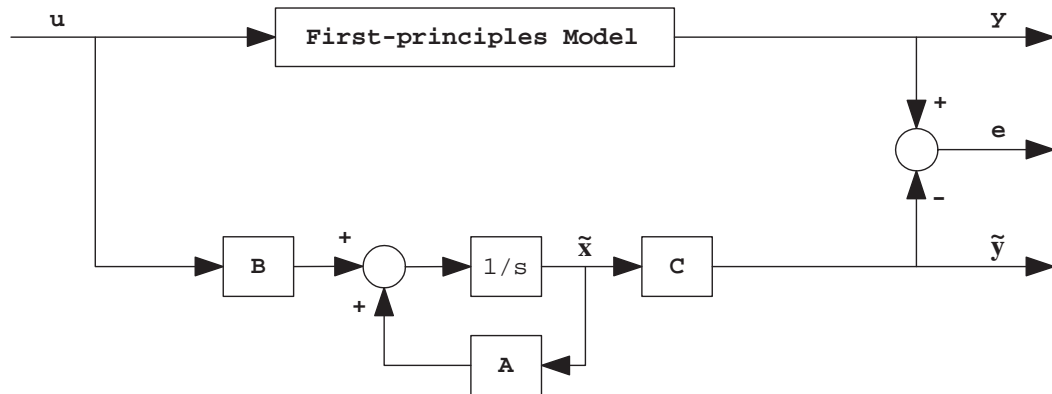 u
First-principles Model
y
+
e
-
B
+
+
1/s
x̃
C
ỹ
A